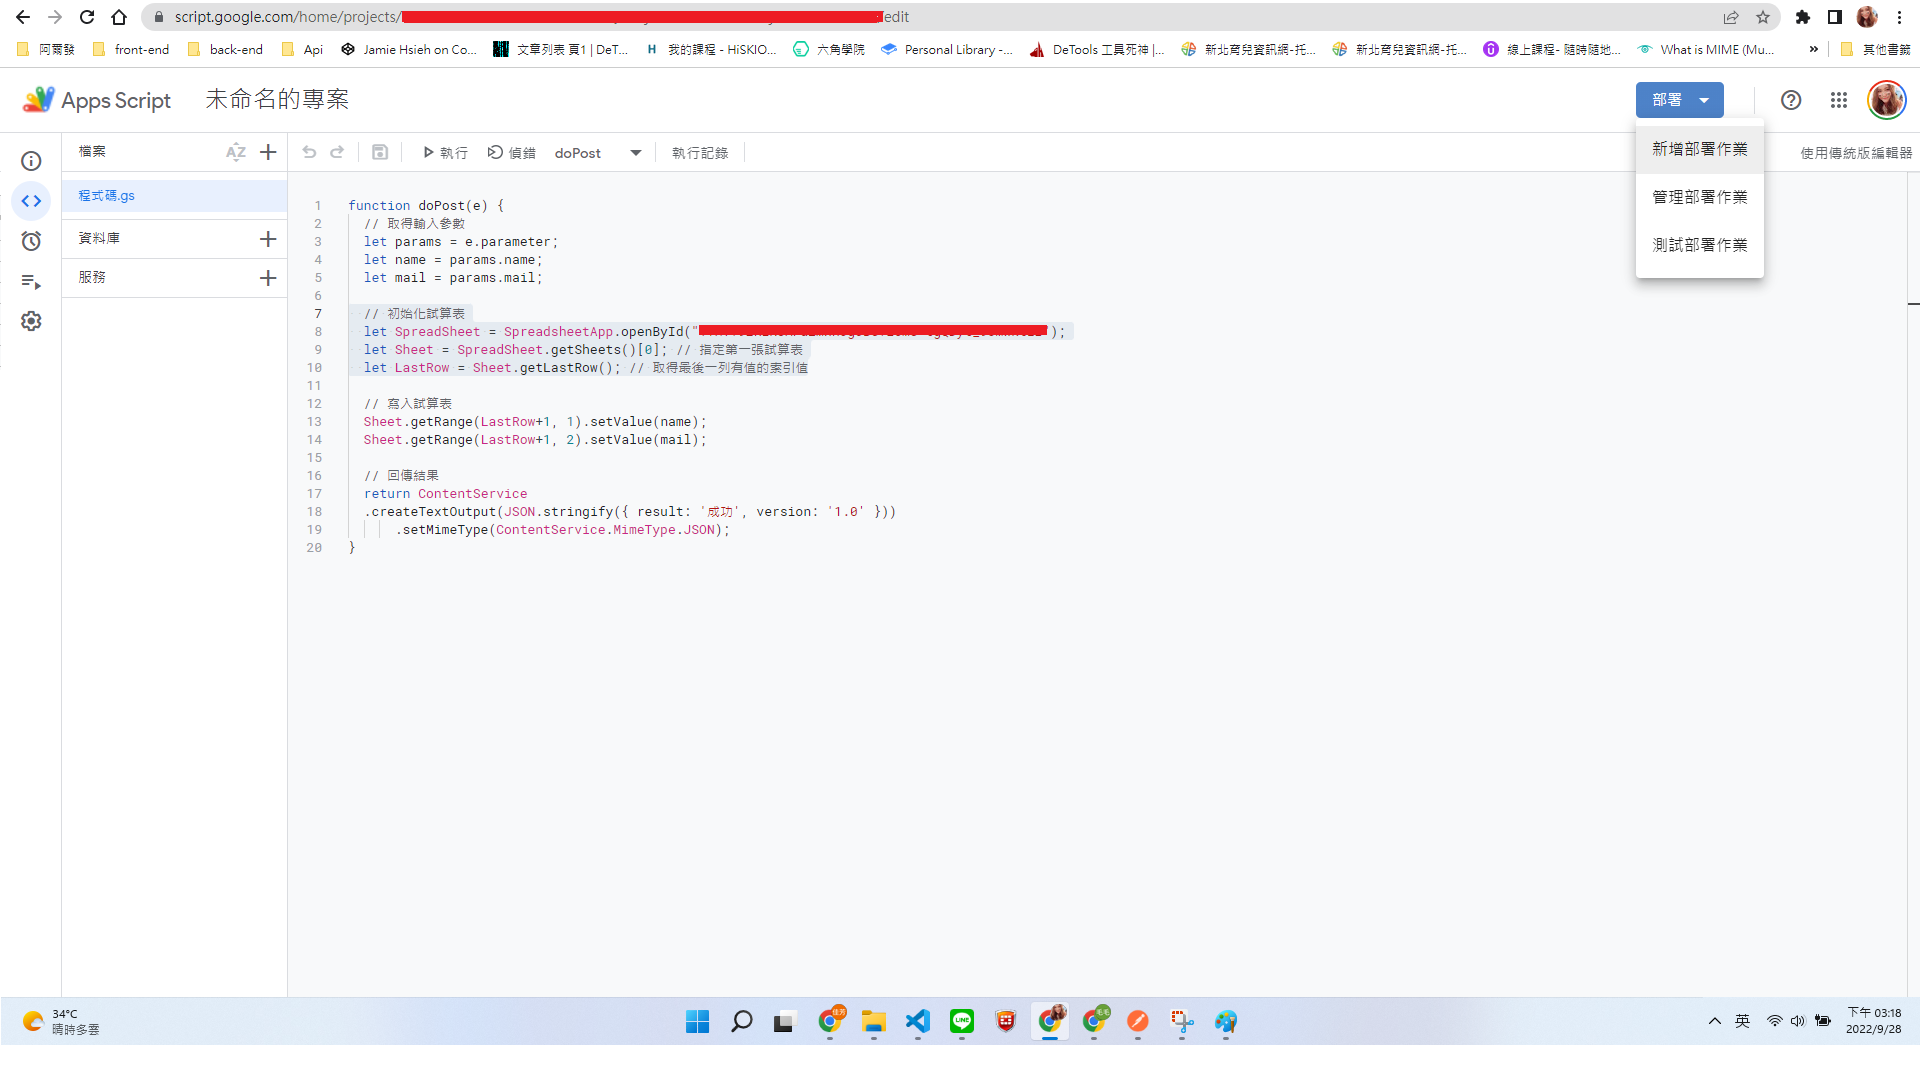 script.google.com/home/projects/ /edit
阿爾發 front-end back-end Api Jamie Hsieh on Co... 文章列表 頁1 | DeT... 我的課程 - HiSKIO... 六角學院 Personal Library -... DeTools 工具死神 |... 新北育兒資訊網-托... 新北育兒資訊網-托... 線上課程- 隨時隨地... What is MIME (Mu... » 其他書籤
Apps Script 未命名的專案 部署
檔案 AZ 執行 偵錯 doPost 執行記錄 使用傳統版編輯器
新增部署作業
管理部署作業
測試部署作業
程式碼.gs
資料庫
服務
1 function doPost(e) {
2 // 取得輸入參數
3 let params = e.parameter;
4 let name = params.name;
5 let mail = params.mail;
6
7 // 初始化試算表
8 let SpreadSheet = SpreadsheetApp.openById(" ");
9 let Sheet = SpreadSheet.getSheets()[0]; // 指定第一張試算表
10 let LastRow = Sheet.getLastRow(); // 取得最後一列有值的索引值
11
12 // 寫入試算表
13 Sheet.getRange(LastRow+1, 1).setValue(name);
14 Sheet.getRange(LastRow+1, 2).setValue(mail);
15
16 // 回傳結果
17 return ContentService
18 .createTextOutput(JSON.stringify({ result: '成功', version: '1.0' }))
19 .setMimeType(ContentService.MimeType.JSON);
20 }
34°C
晴時多雲
LINE
英
下午 03:18
2022/9/28